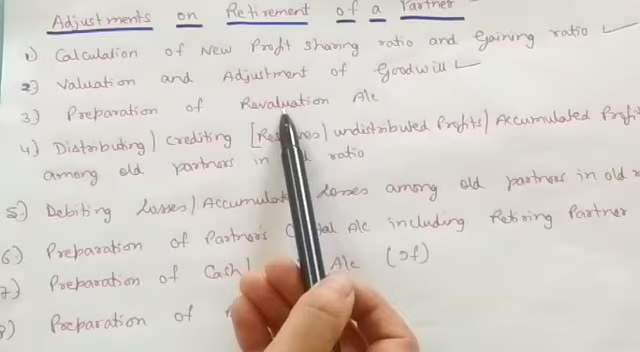 Adjustments on Retirement of a Partner
1) Calculation of New Profit sharing ratio and Gaining ratio
2) Valuation and Adjustment of Goodwill
3) Preparation of Revaluation A/c
4) Distributing / crediting [Reserves / undistributed Profits / Accumulated Profit
among old partners in ratio
5) Debiting Losses / Accumulated Losses among old partners in old
6) Preparation of Partner's Capital A/c including Retiring Partner
7) Preparation of Cash / A/c (of)
8) Preparation of